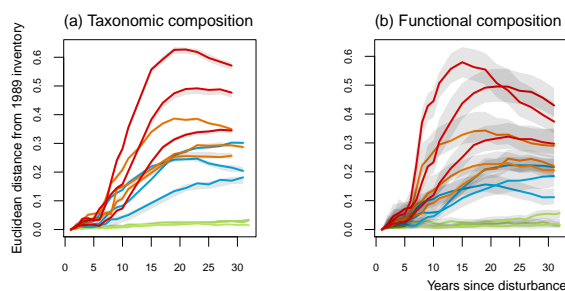 (a) Taxonomic composition
(b) Functional composition
Euclidean distance from 1989 inventory
0.6
0.5
0.4
0.3
0.2
0.1
0.0
0 5 10 15 20 25 30
0.6
0.5
0.4
0.3
0.2
0.1
0.0
0 5 10 15 20 25 30
Years since disturbance